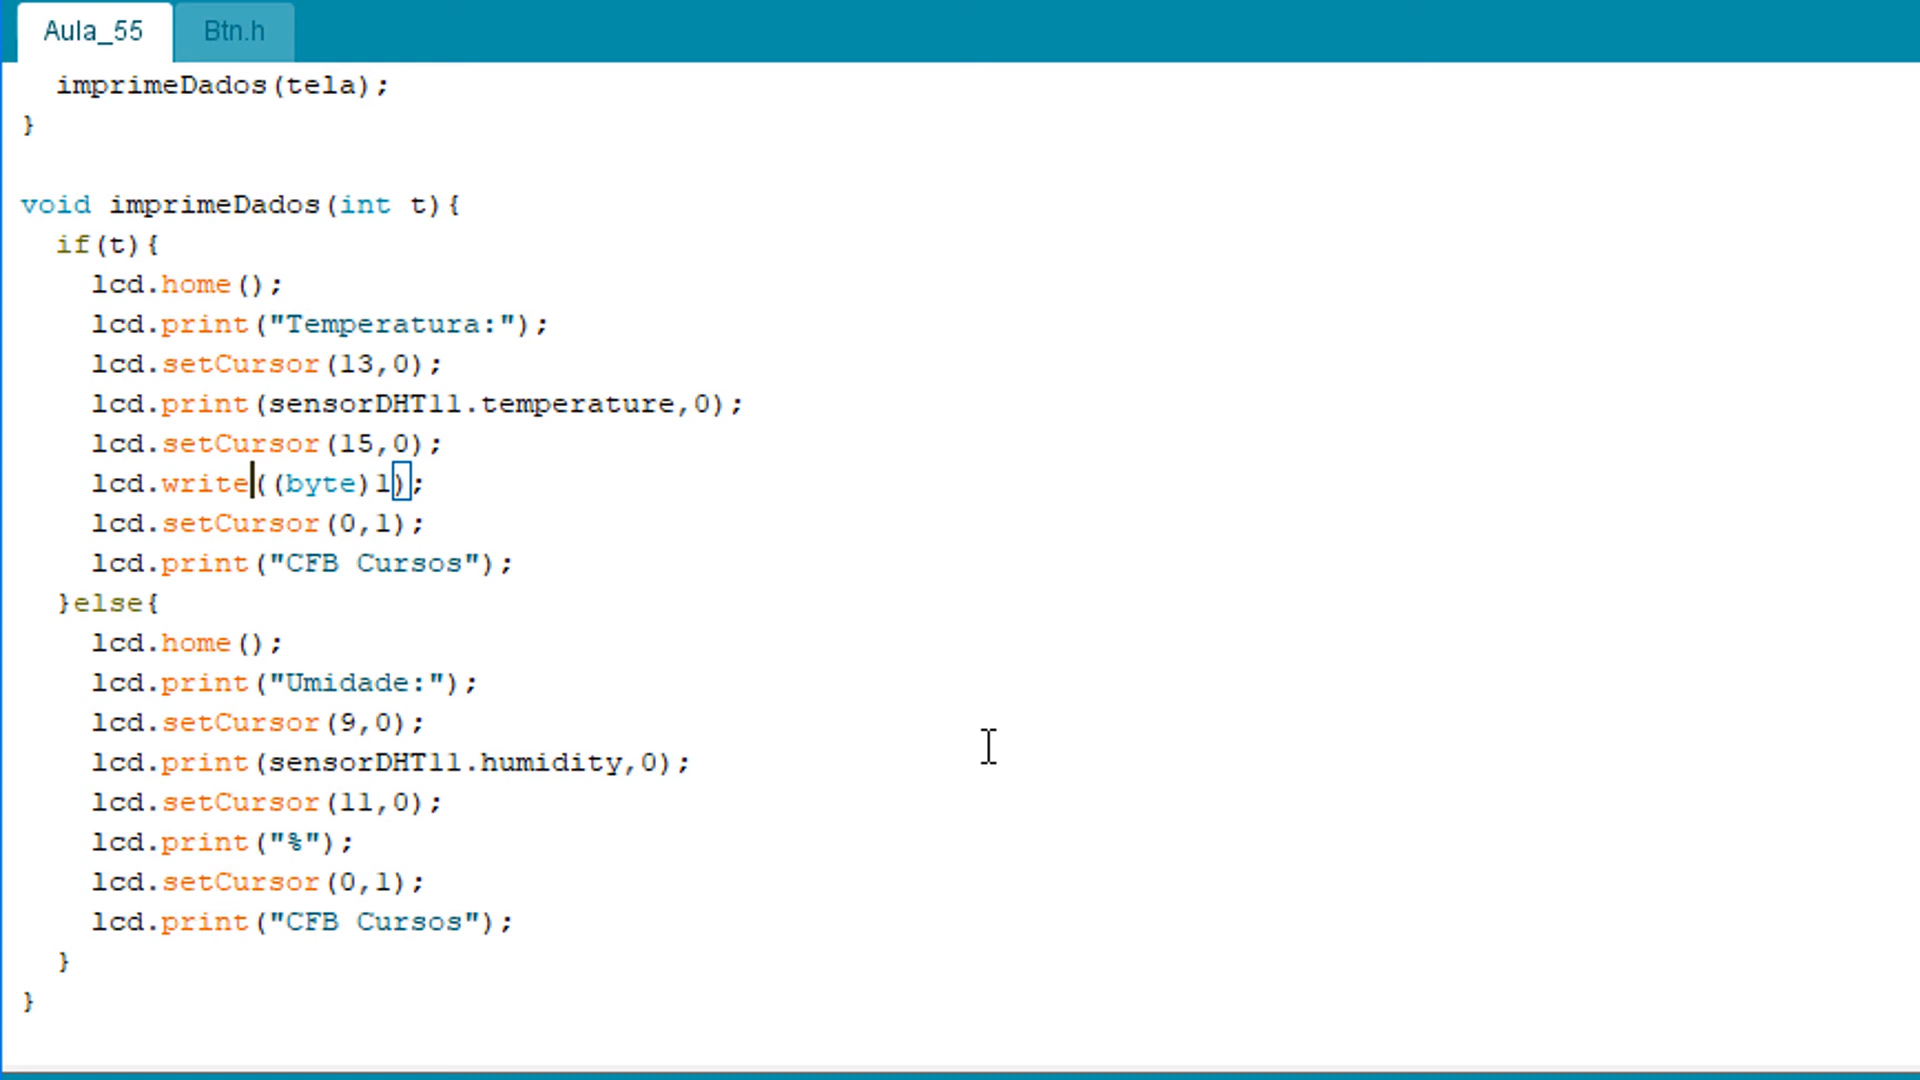 Aula_55 Btn.h
imprimeDados(tela);
}
void imprimeDados(int t){
if(t){
lcd.home();
lcd.print("Temperatura:");
lcd.setCursor(13,0);
lcd.print(sensorDHT11.temperature,0);
lcd.setCursor(15,0);
lcd.write((byte)1);
lcd.setCursor(0,1);
lcd.print("CFB Cursos");
}else{
lcd.home();
lcd.print("Umidade:");
lcd.setCursor(9,0);
lcd.print(sensorDHT11.humidity,0);
lcd.setCursor(11,0);
lcd.print("%");
lcd.setCursor(0,1);
lcd.print("CFB Cursos");
}
}